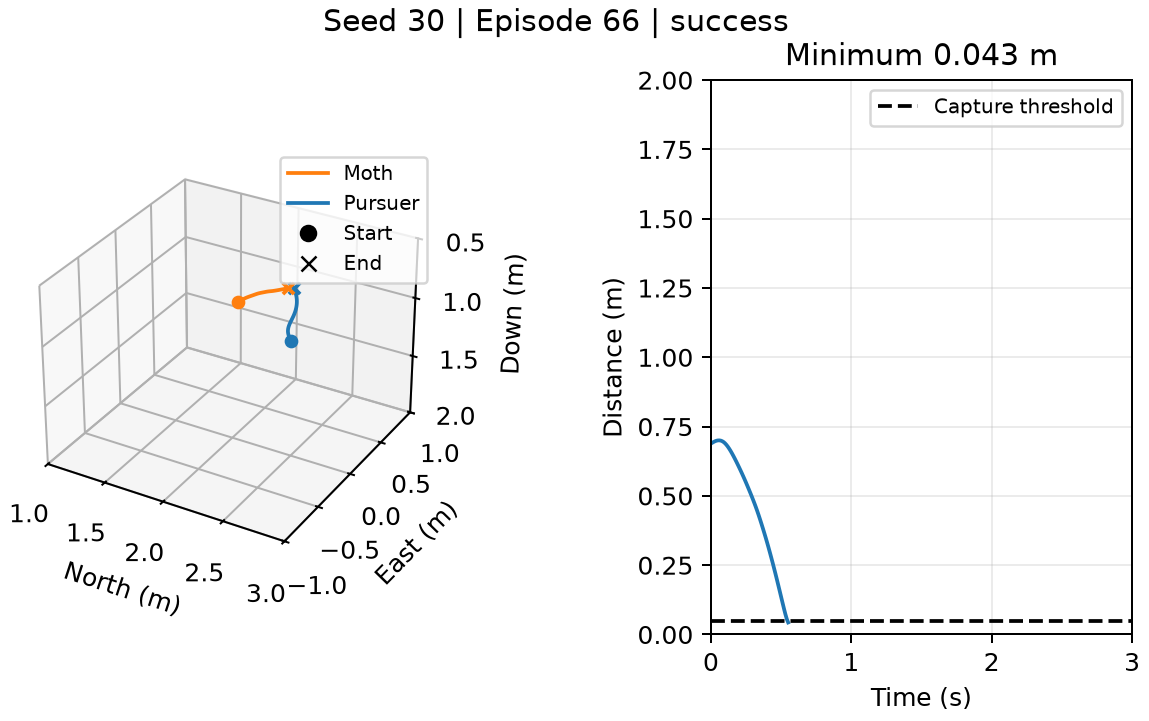 Seed 30 | Episode 66 | success
Moth
Pursuer
Start
End
0.5
1.0
1.5
2.0
Down (m)
1.0
0.5
0.0
−0.5
−1.0
East (m)
1.0
1.5
2.0
2.5
3.0
North (m)
Minimum 0.043 m
Capture threshold
2.00
1.75
1.50
1.25
1.00
0.75
0.50
0.25
0.00
Distance (m)
0
1
2
3
Time (s)